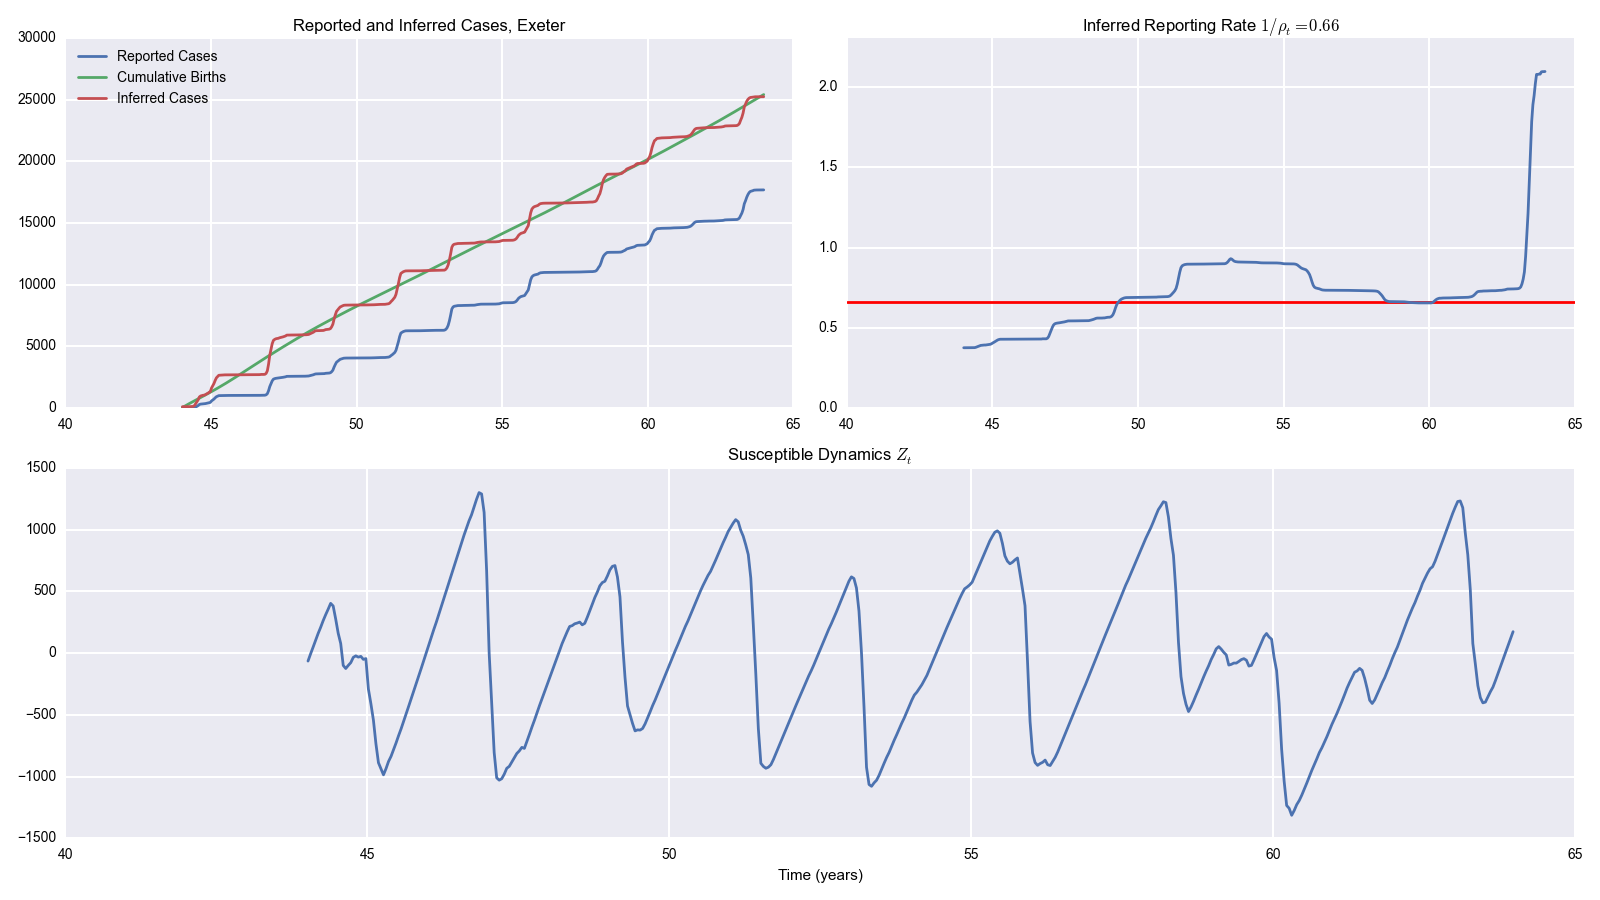 Reported and Inferred Cases, Exeter
30000
25000
20000
15000
10000
5000
0
40 45 50 55 60 65
Reported Cases
Cumulative Births
Inferred Cases
Inferred Reporting Rate 1/ρt =0.66
2.0
1.5
1.0
0.5
0.0
40 45 50 55 60 65
Susceptible Dynamics Zt
1500
1000
500
0
−500
−1000
−1500
40 45 50 55 60 65
Time (years)